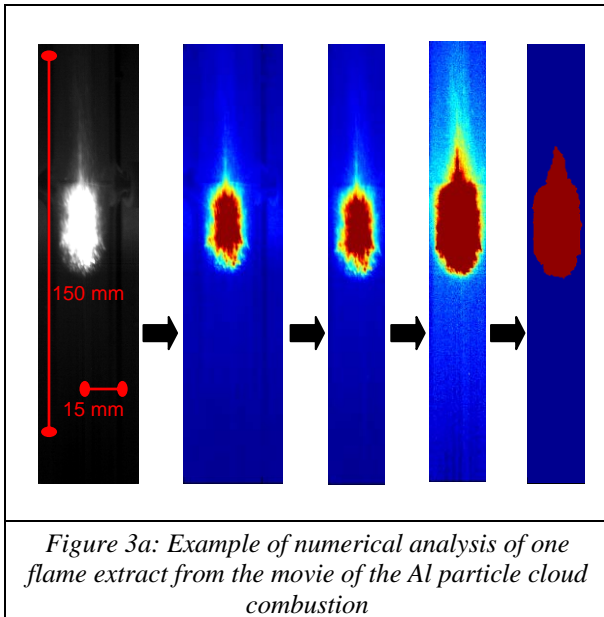 150 mm
15 mm
Figure 3a: Example of numerical analysis of one
flame extract from the movie of the Al particle cloud
combustion